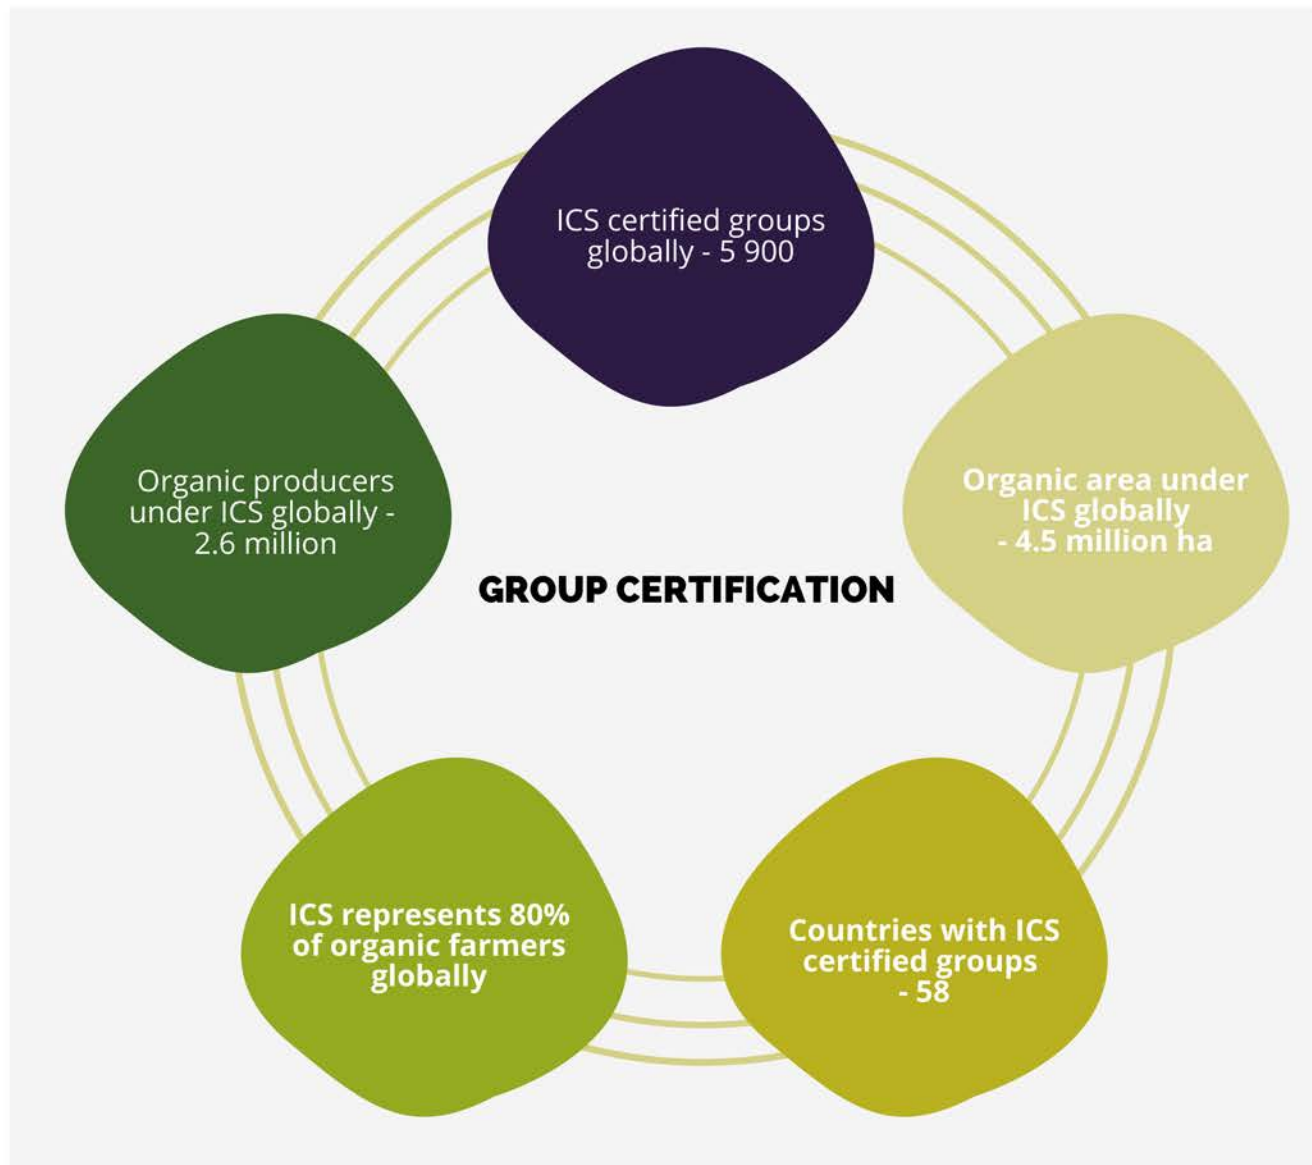 ICS certified groups
globally - 5 900
Organic producers
under ICS globally -
2.6 million
Organic area under
ICS globally
- 4.5 million ha
GROUP CERTIFICATION
ICS represents 80%
of organic farmers
globally
Countries with ICS
certified groups
- 58